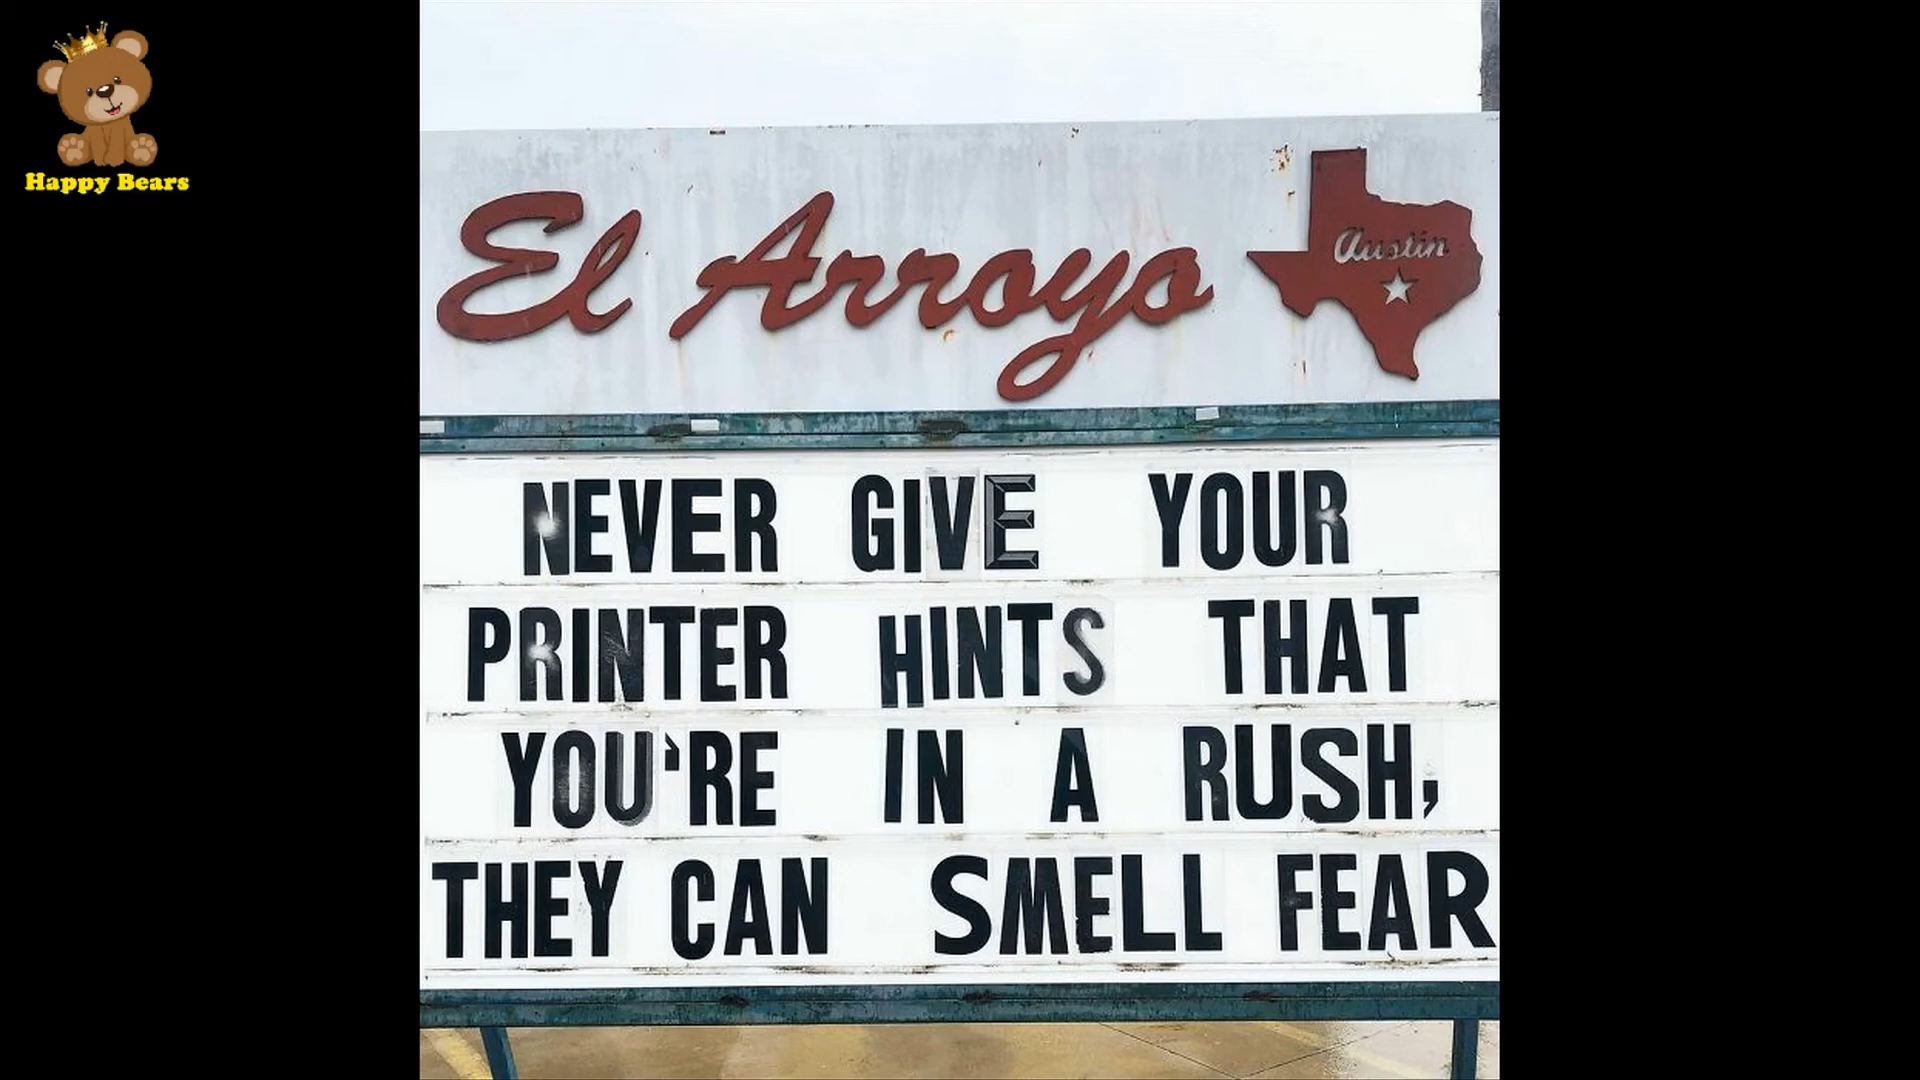 Happy Bears
El Arroyo
Austin
NEVER GIVE YOUR
PRINTER HINTS THAT
YOU'RE IN A RUSH,
THEY CAN SMELL FEAR